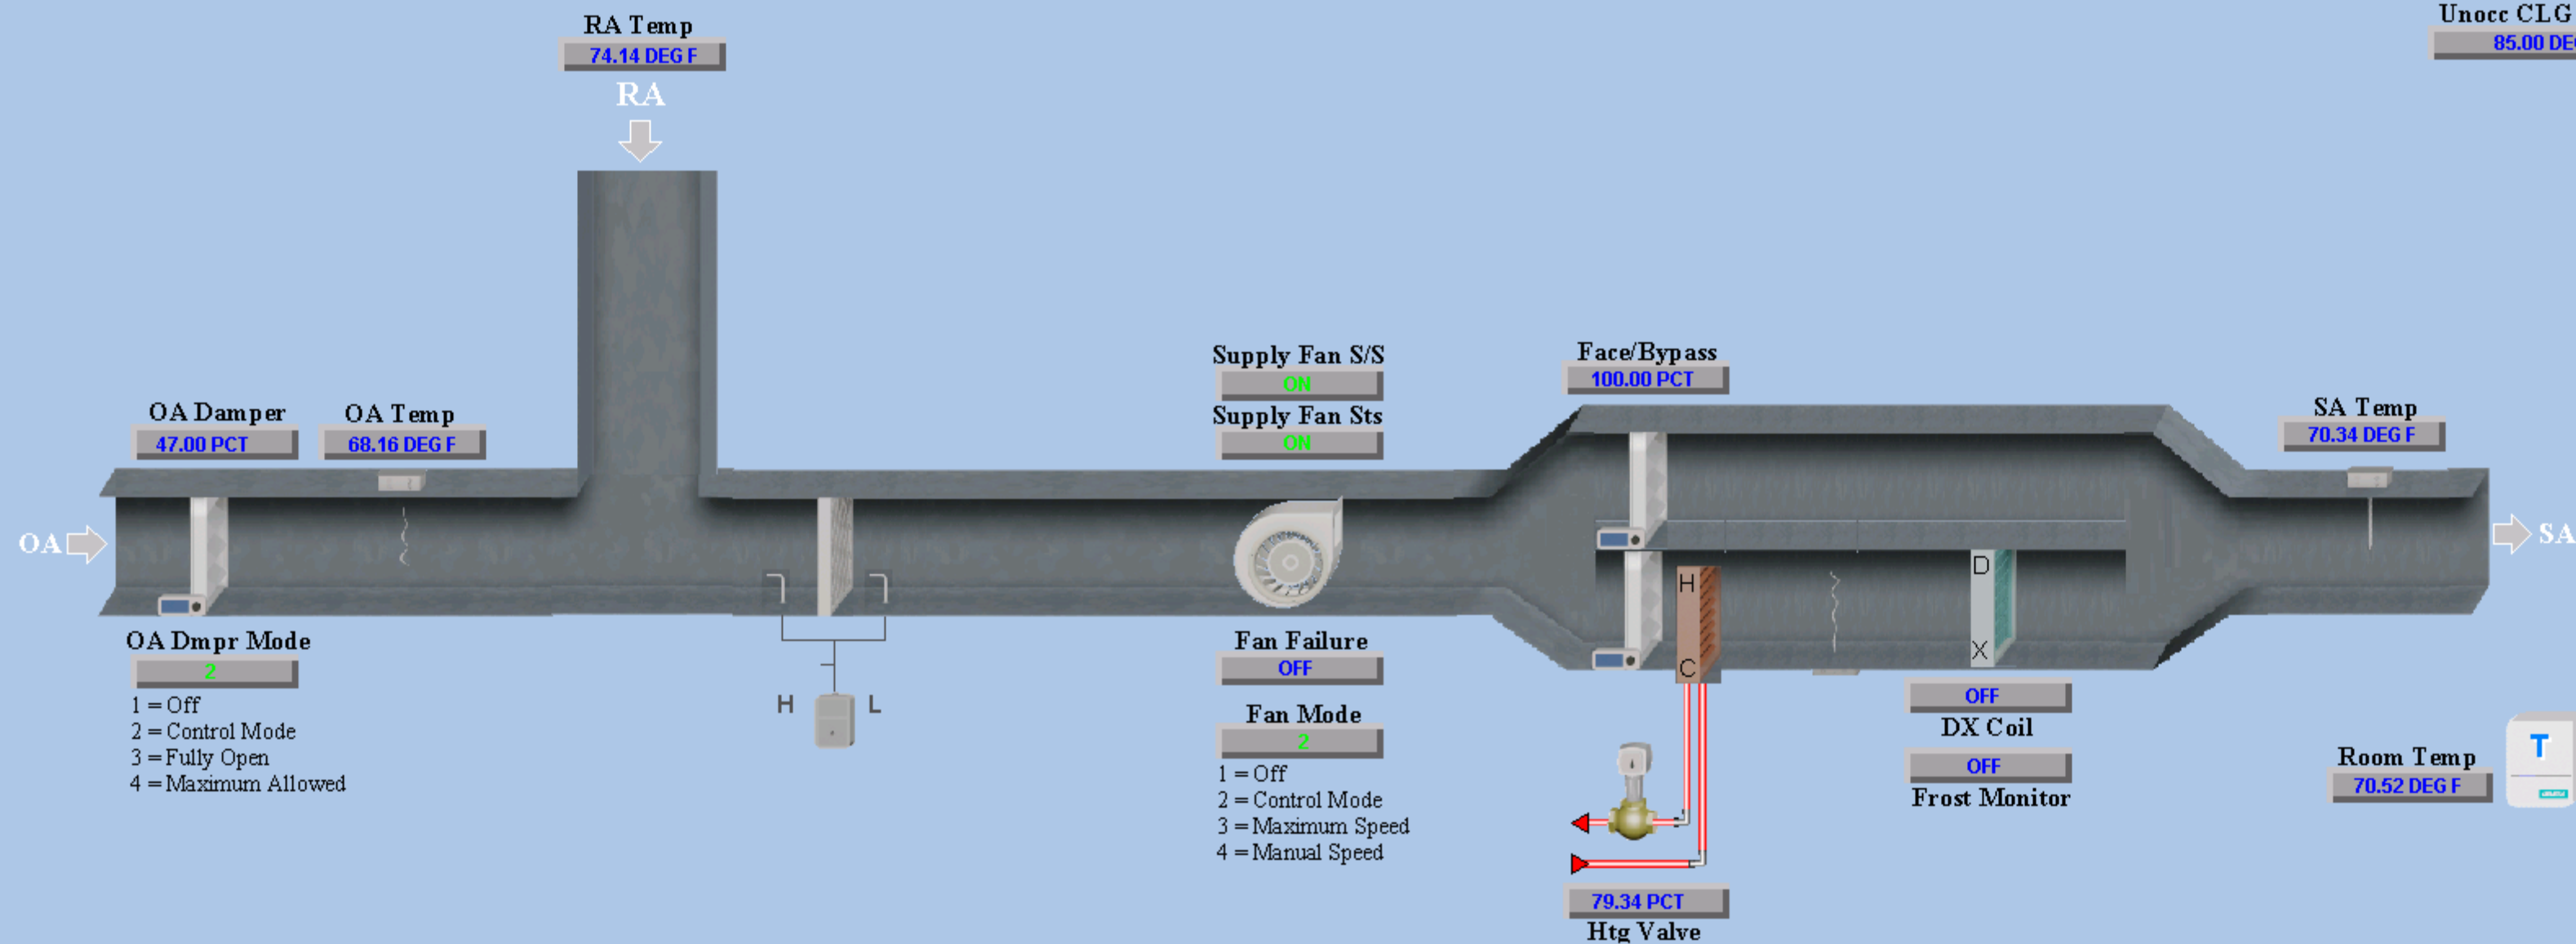 RA Temp
74.14 DEG F
RA
Unocc CLG
85.00 DE
Supply Fan S/S
ON
Supply Fan Sts
ON
Face/Bypass
100.00 PCT
OA Damper
47.00 PCT
OA Temp
68.16 DEG F
SA Temp
70.34 DEG F
OA
SA
H
C
D
X
OA Dmpr Mode
2
1 = Off
2 = Control Mode
3 = Fully Open
4 = Maximum Allowed
H L
Fan Failure
OFF
Fan Mode
2
1 = Off
2 = Control Mode
3 = Maximum Speed
4 = Manual Speed
OFF
DX Coil
OFF
Frost Monitor
Room Temp
70.52 DEG F
T
79.34 PCT
Htg Valve